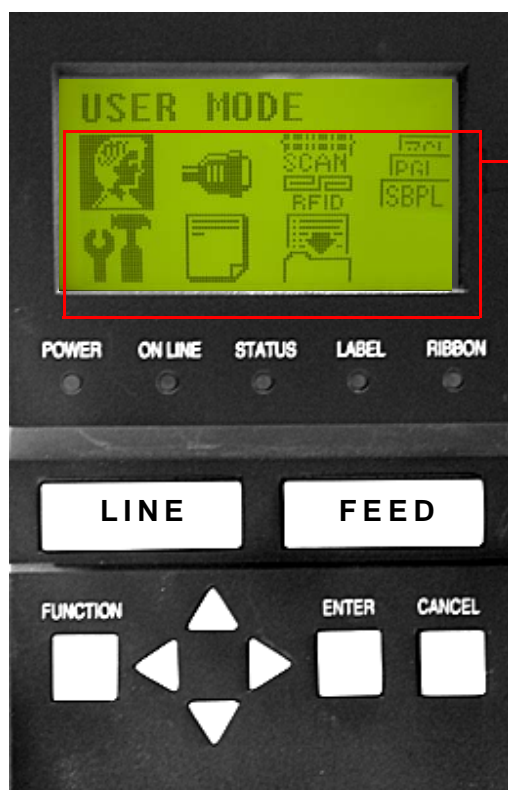 USER MODE
SCAN
RFID
PGL
SBPL
POWER ON LINE STATUS LABEL RIBBON
LINE FEED
FUNCTION ENTER CANCEL